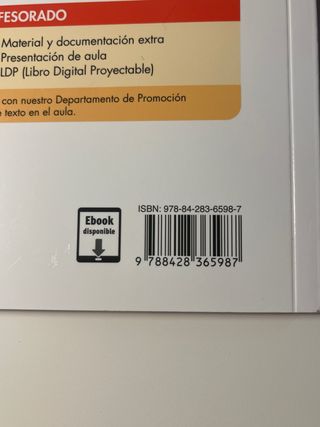 FESORADO
Material y documentación extra
Presentación de aula
LDP (Libro Digital Proyectable)
con nuestro Departamento de Promoción
texto en el aula.
ISBN: 978-84-283-6598-7
Ebook
disponible
9 788428 365987